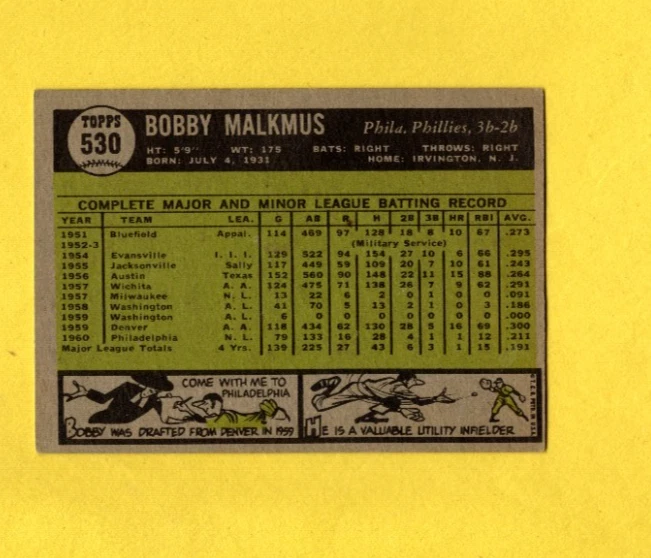 TOPPS
530
BOBBY MALKMUS
Phila. Phillies, 3b-2b
HT: 5'9" WT: 175 BATS: RIGHT THROWS: RIGHT
BORN: JULY 4, 1931 HOME: IRVINGTON, N. J.
COMPLETE MAJOR AND MINOR LEAGUE BATTING RECORD
YEAR TEAM LEA. G AB R H 2B 3B HR RBI AVG.
1951 Bluefield Appal. 114 469 97 128 18 8 10 67 .273
1952-3 (Military Service)
1954 Evansville I. I. I. 129 522 94 154 27 10 6 66 .295
1955 Jacksonville Sally 117 449 59 109 20 7 10 61 .243
1956 Austin Texas 152 560 90 148 22 11 15 88 .264
1957 Wichita A. A. 124 475 71 138 26 7 9 62 .291
1957 Milwaukee N. L. 13 22 6 2 0 1 0 0 .091
1958 Washington A. L. 41 70 5 13 2 1 0 3 .186
1959 Washington A. L. 6 0 0 0 0 0 0 0 .000
1959 Denver A. A. 118 434 62 130 28 5 16 69 .300
1960 Philadelphia N. L. 79 133 16 28 4 1 1 12 .211
Major League Totals 4 Yrs. 139 225 27 43 6 3 1 15 .191
COME WITH ME TO
PHILADELPHIA
BOBBY WAS DRAFTED FROM DENVER IN 1959
HE IS A VALUABLE UTILITY INFIELDER